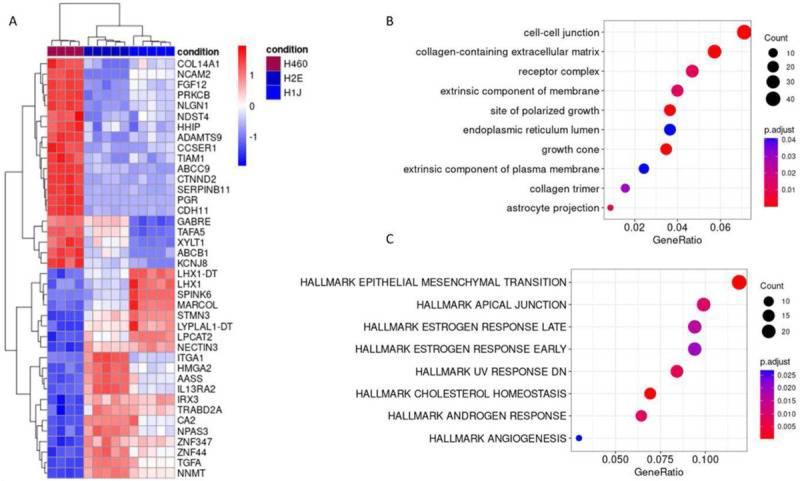 A
condition
COL14A1
NCAM2
FGF12
PRKCB
NLGN1
NDST4
HHIP
ADAMTS9
CCSER1
TIAM1
ABCC9
CTNND2
SERPINB11
PGR
CDH11
GABRE
TAFA5
XYLT1
ABCB1
KCNJ8
LHX1-DT
LHX1
SPINK6
MARCOL
STMN3
LYPLAL1-DT
LPCAT2
NECTIN3
ITGA1
HMGA2
AASS
IL13RA2
IRX3
TRABD2A
CA2
NPAS3
ZNF347
ZNF44
TGFA
NNMT
1
0
-1
condition
H460
H2E
H1J
B
cell-cell junction
collagen-containing extracellular matrix
receptor complex
extrinsic component of membrane
site of polarized growth
endoplasmic reticulum lumen
growth cone
extrinsic component of plasma membrane
collagen trimer
astrocyte projection
0.02 0.04 0.06
GeneRatio
Count
10
20
30
40
p.adjust
0.04
0.03
0.02
0.01
C
HALLMARK EPITHELIAL MESENCHYMAL TRANSITION
HALLMARK APICAL JUNCTION
HALLMARK ESTROGEN RESPONSE LATE
HALLMARK ESTROGEN RESPONSE EARLY
HALLMARK UV RESPONSE DN
HALLMARK CHOLESTEROL HOMEOSTASIS
HALLMARK ANDROGEN RESPONSE
HALLMARK ANGIOGENESIS
0.050 0.075 0.100
GeneRatio
Count
10
15
20
p.adjust
0.025
0.020
0.015
0.010
0.005